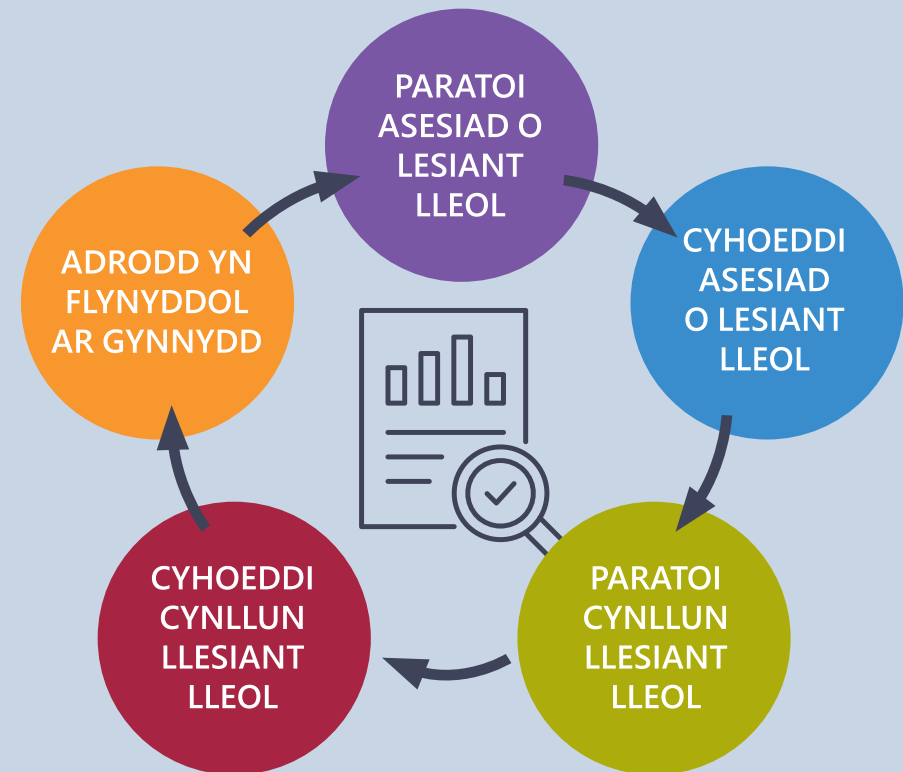 PARATOI
ASESIAD O
LESIANT
LLEOL
CYHOEDDI
ASESIAD
O LESIANT
LLEOL
PARATOI
CYNLLUN
LLESIANT
LLEOL
CYHOEDDI
CYNLLUN
LLESIANT
LLEOL
ADRODD YN
FLYNYDDOL
AR GYNNYDD